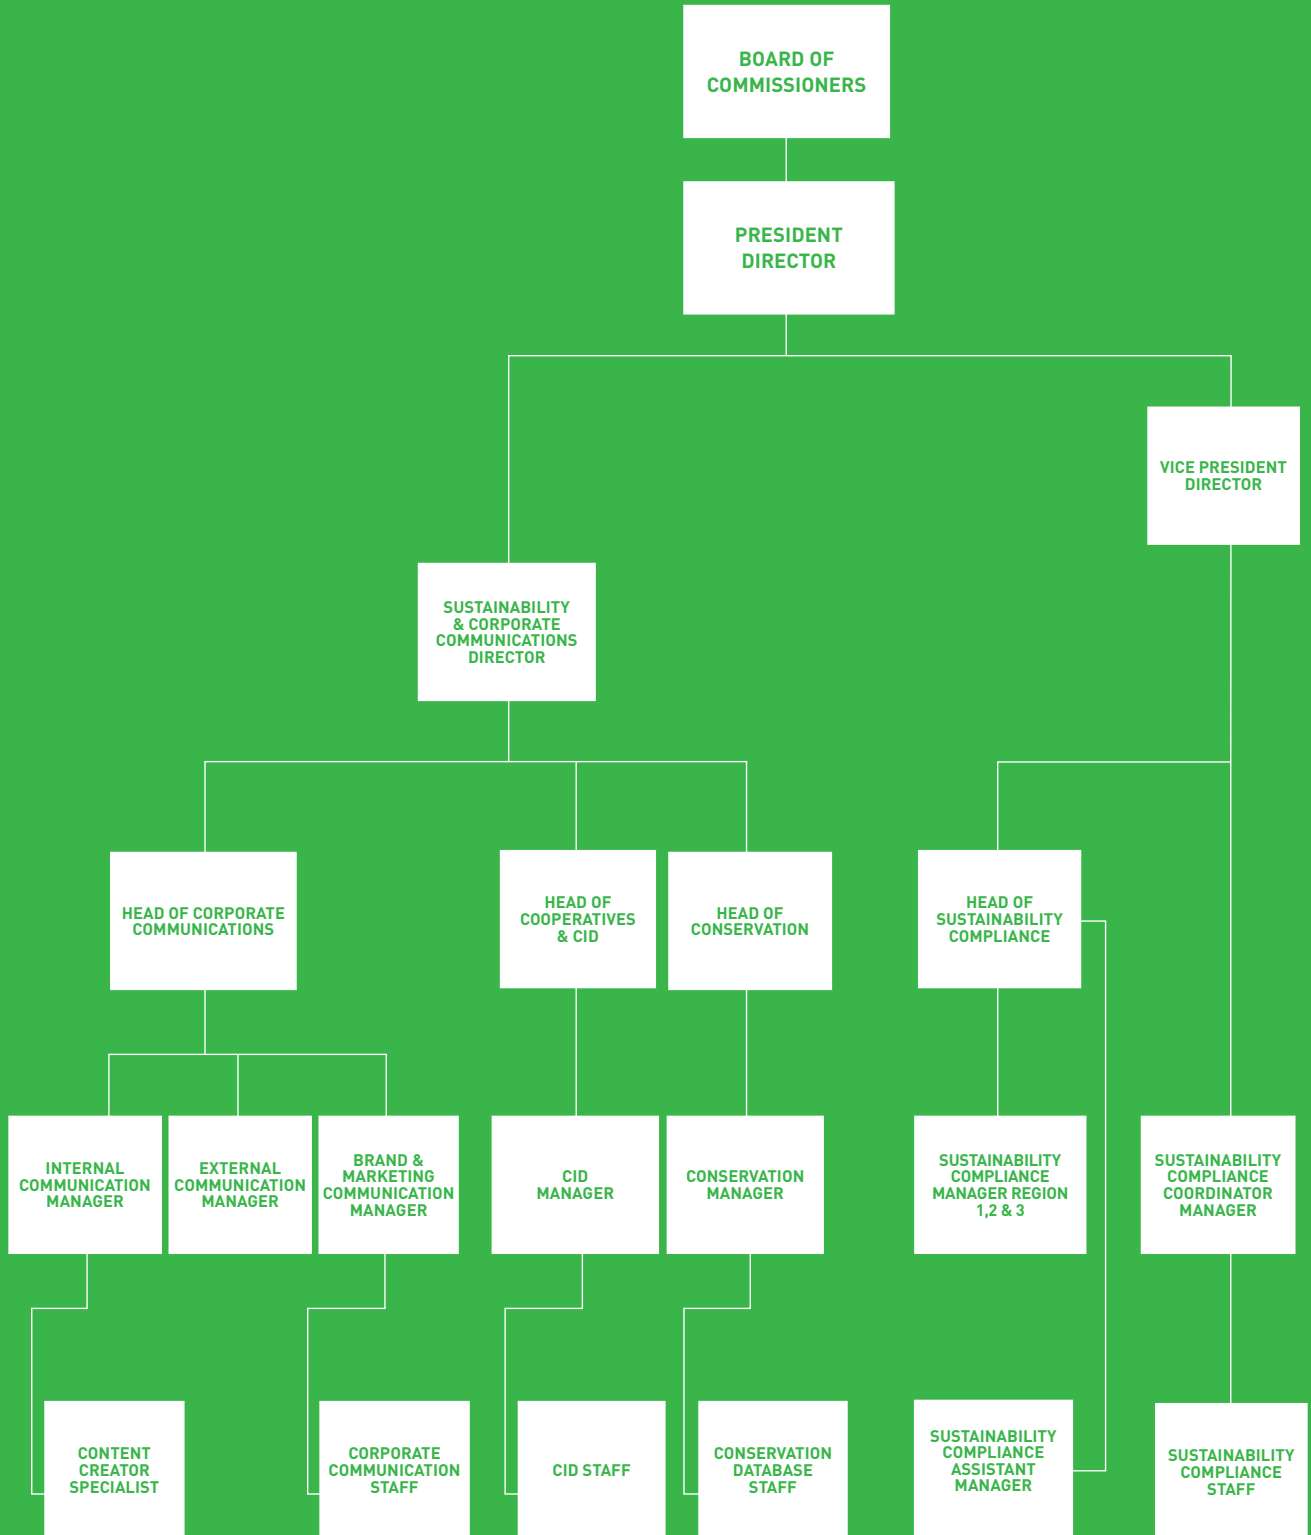 BOARD OF
COMMISSIONERS
PRESIDENT
DIRECTOR
VICE PRESIDENT
DIRECTOR
SUSTAINABILITY
& CORPORATE
COMMUNICATIONS
DIRECTOR
HEAD OF CORPORATE
COMMUNICATIONS
HEAD OF
COOPERATIVES
& CID
HEAD OF
CONSERVATION
HEAD OF
SUSTAINABILITY
COMPLIANCE
INTERNAL
COMMUNICATION
MANAGER
EXTERNAL
COMMUNICATION
MANAGER
BRAND &
MARKETING
COMMUNICATION
MANAGER
CID
MANAGER
CONSERVATION
MANAGER
SUSTAINABILITY
COMPLIANCE
MANAGER REGION
1,2 & 3
SUSTAINABILITY
COMPLIANCE
COORDINATOR
MANAGER
CONTENT
CREATOR
SPECIALIST
CORPORATE
COMMUNICATION
STAFF
CID STAFF
CONSERVATION
DATABASE
STAFF
SUSTAINABILITY
COMPLIANCE
ASSISTANT
MANAGER
SUSTAINABILITY
COMPLIANCE
STAFF